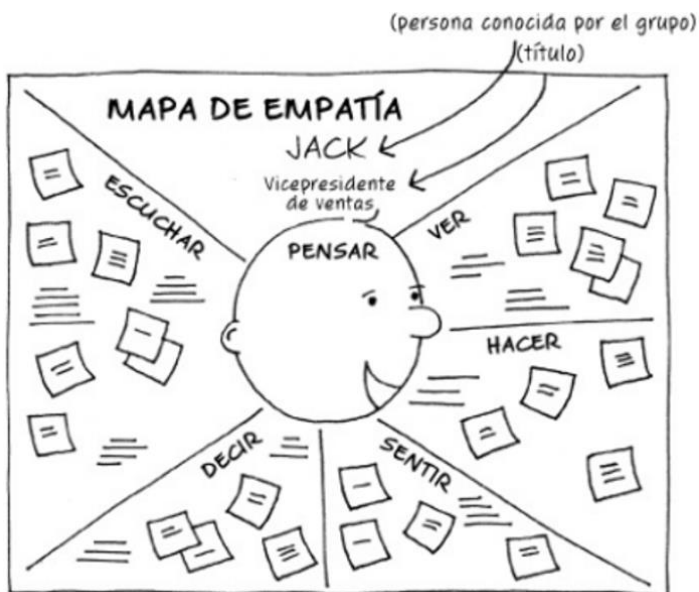 (persona conocida por el grupo)
(título)
MAPA DE EMPATÍA
JACK
Vicepresidente
de ventas
ESCUCHAR
PENSAR
VER
HACER
DECIR
SENTIR